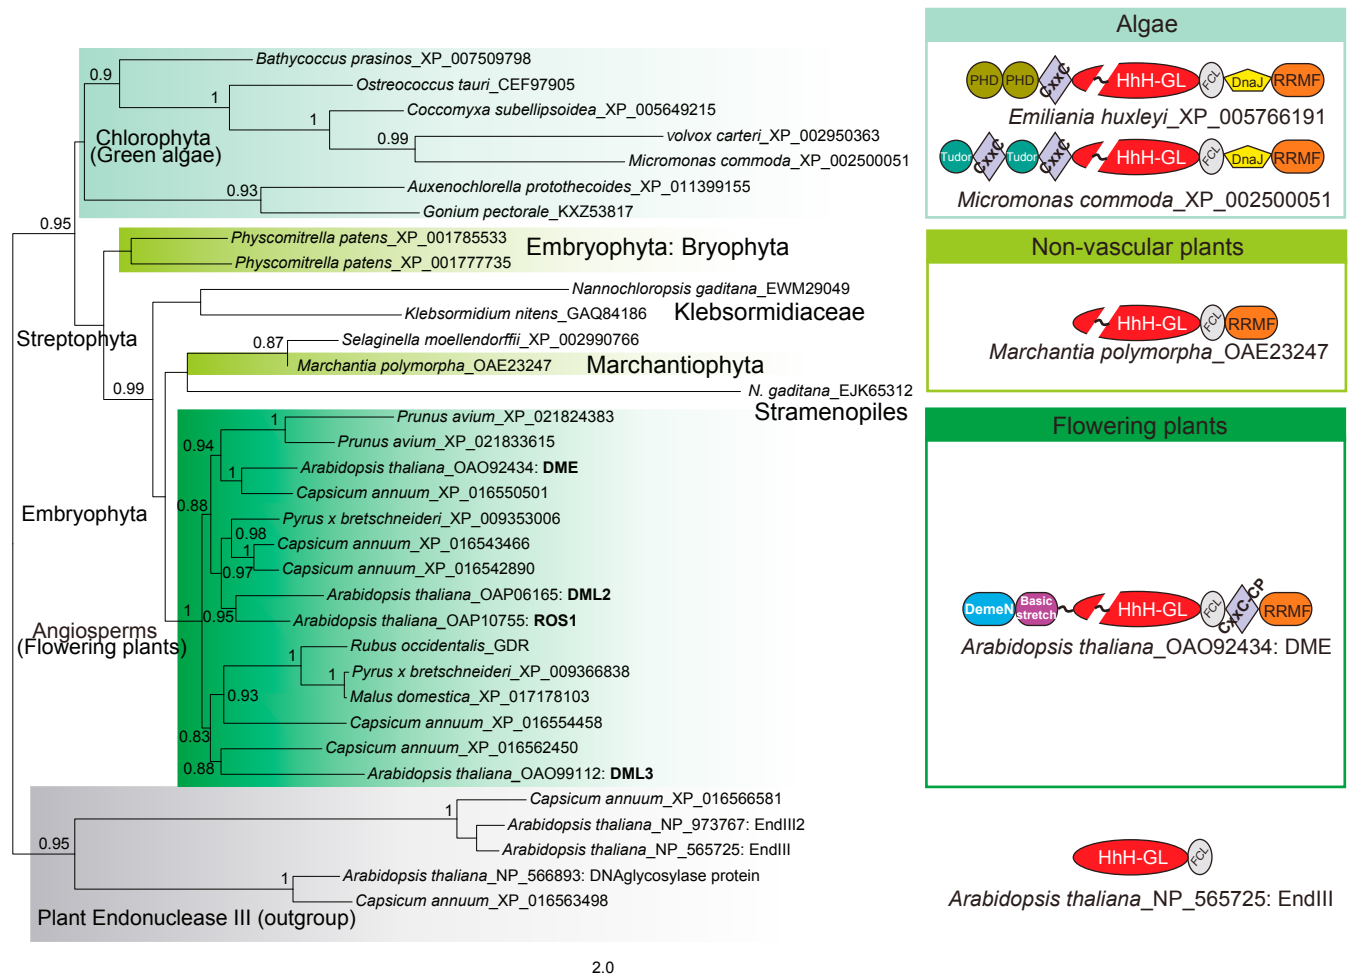 0.9
Bathycoccus prasinos_XP_007509798
Ostreococcus tauri_CEF97905
1
Coccomyxa subellipsoidea_XP_005649215
1
volvox carteri_XP_002950363
0.99
Chlorophyta
(Green algae)
Micromonas commoda_XP_002500051
Auxenochlorella protothecoides_XP_011399155
0.93
Gonium pectorale_KXZ53817
0.95
Physcomitrella patens_XP_001785533
Embryophyta: Bryophyta
Physcomitrella patens_XP_001777735
Nannochloropsis gaditana_EWM29049
Klebsormidium nitens_GAQ84186
Klebsormidiaceae
Streptophyta
Selaginella moellendorffii_XP_002990766
0.87
Marchantia polymorpha_OAE23247
Marchantiophyta
0.99
N. gaditana_EJK65312
Stramenopiles
Prunus avium_XP_021824383
1
0.94
Prunus avium_XP_021833615
Arabidopsis thaliana_OAO92434: DME
1
Capsicum annuum_XP_016550501
0.88
Embryophyta
Pyrus x bretschneideri_XP_009353006
0.98
Capsicum annuum_XP_016543466
1
0.97
Capsicum annuum_XP_016542890
Arabidopsis thaliana_OAP06165: DML2
1
0.95
Arabidopsis thaliana_OAP10755: ROS1
Angiosperms
(Flowering plants)
Rubus occidentalis_GDR
1
Pyrus x bretschneideri_XP_009366838
1
0.93
Malus domestica_XP_017178103
Capsicum annuum_XP_016554458
0.83
Capsicum annuum_XP_016562450
0.88
Arabidopsis thaliana_OAO99112: DML3
Capsicum annuum_XP_016566581
1
Arabidopsis thaliana_NP_973767: EndIII2
0.95
Arabidopsis thaliana_NP_565725: EndIII
Arabidopsis thaliana_NP_566893: DNAglycosylase protein
1
Capsicum annuum_XP_016563498
Plant Endonuclease III (outgroup)
2.0
Algae
PHD PHD CxxC HhH-GL FCL DnaJ RRMF
Emiliania huxleyi_XP_005766191
Tudor CxxC Tudor CxxC HhH-GL FCL DnaJ RRMF
Micromonas commoda_XP_002500051
Non-vascular plants
HhH-GL FCL RRMF
Marchantia polymorpha_OAE23247
Flowering plants
DemeN Basic stretch HhH-GL FCL CxxC-CP RRMF
Arabidopsis thaliana_OAO92434: DME
HhH-GL FCL
Arabidopsis thaliana_NP_565725: EndIII